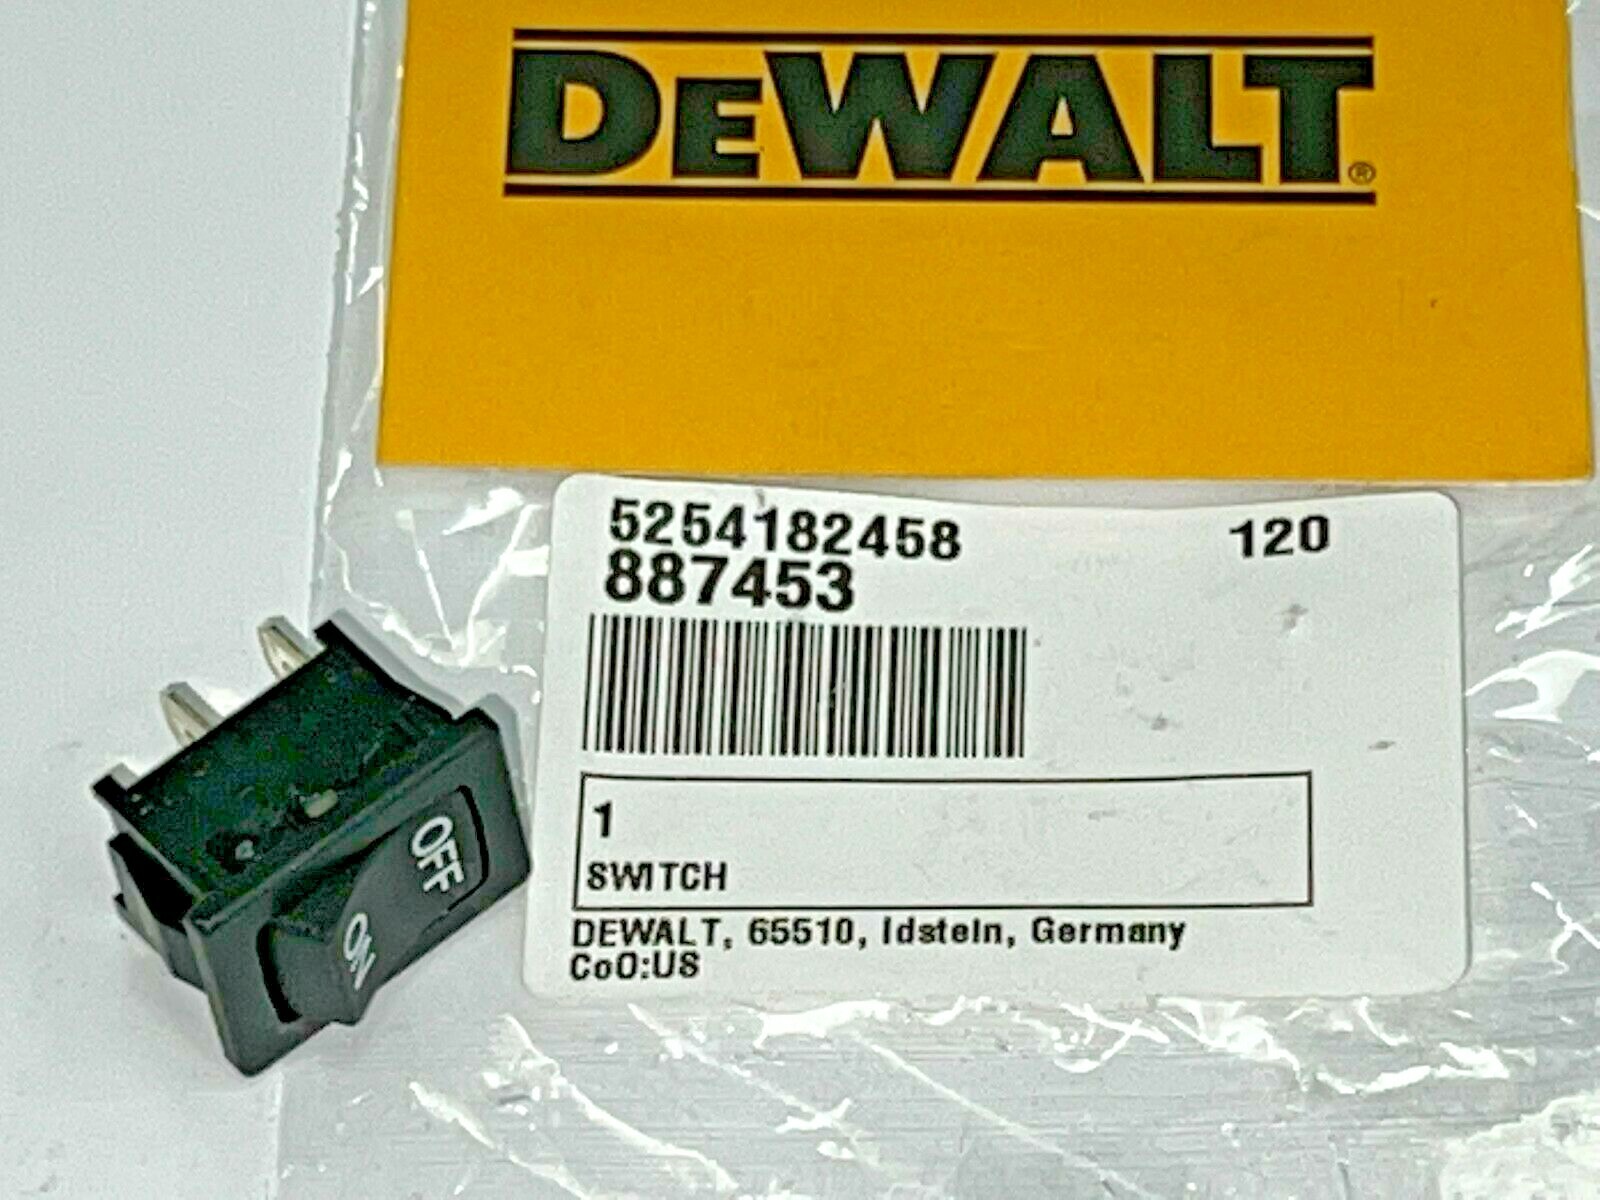 DEWALT®
5254182458 120
887453
1
SWITCH
DEWALT, 65510, Idstein, Germany
CoO:US
OFF
ON